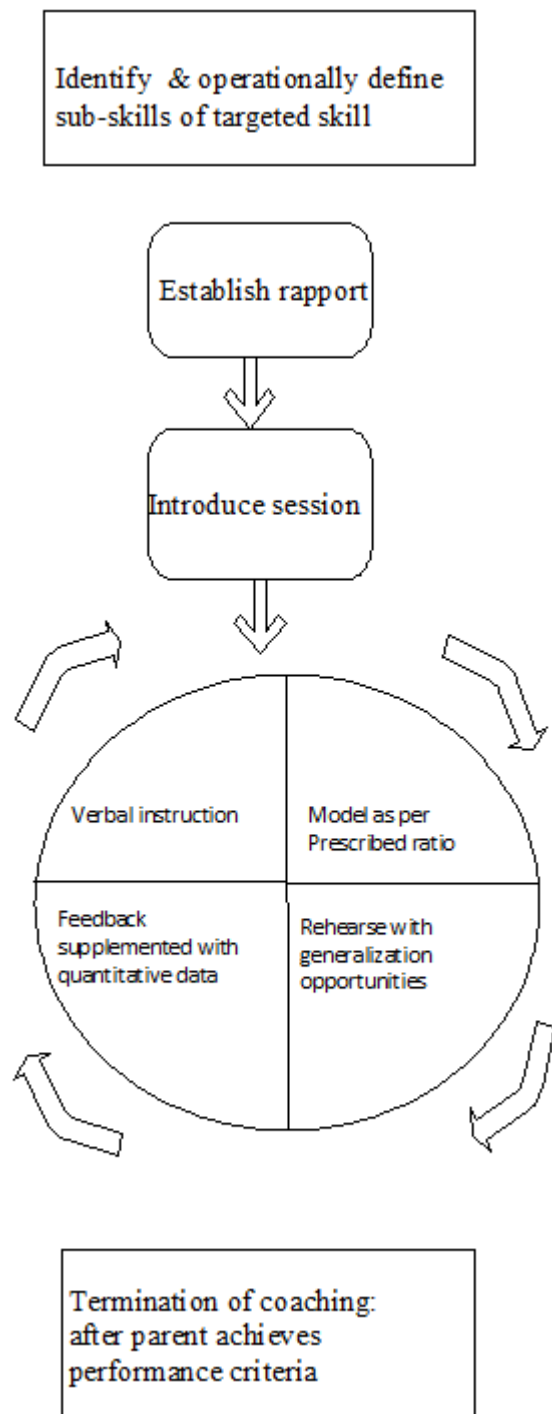 Identify & operationally define
sub-skills of targeted skill
Establish rapport
Introduce session
Verbal instruction
Model as per
Prescribed ratio
Feedback
supplemented with
quantitative data
Rehearse with
generalization
opportunities
Termination of coaching:
after parent achieves
performance criteria